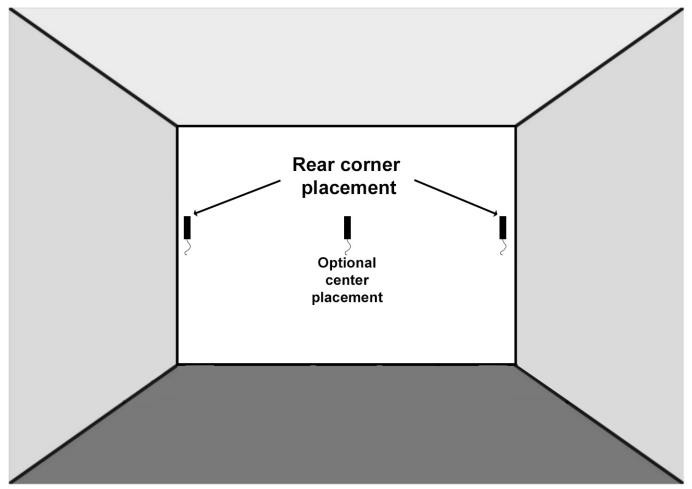 Rear corner
placement
Optional
center
placement